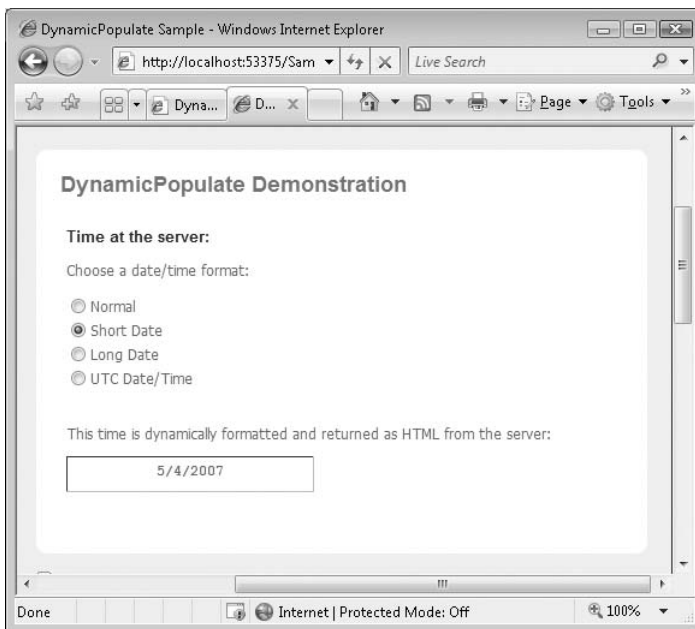 DynamicPopulate Sample - Windows Internet Explorer
http://localhost:53375/Sam
Live Search
Dyna...
D...
Page
Tools
DynamicPopulate Demonstration
Time at the server:
Choose a date/time format:
Normal
Short Date
Long Date
UTC Date/Time
This time is dynamically formatted and returned as HTML from the server:
5/4/2007
Done
Internet | Protected Mode: Off
100%